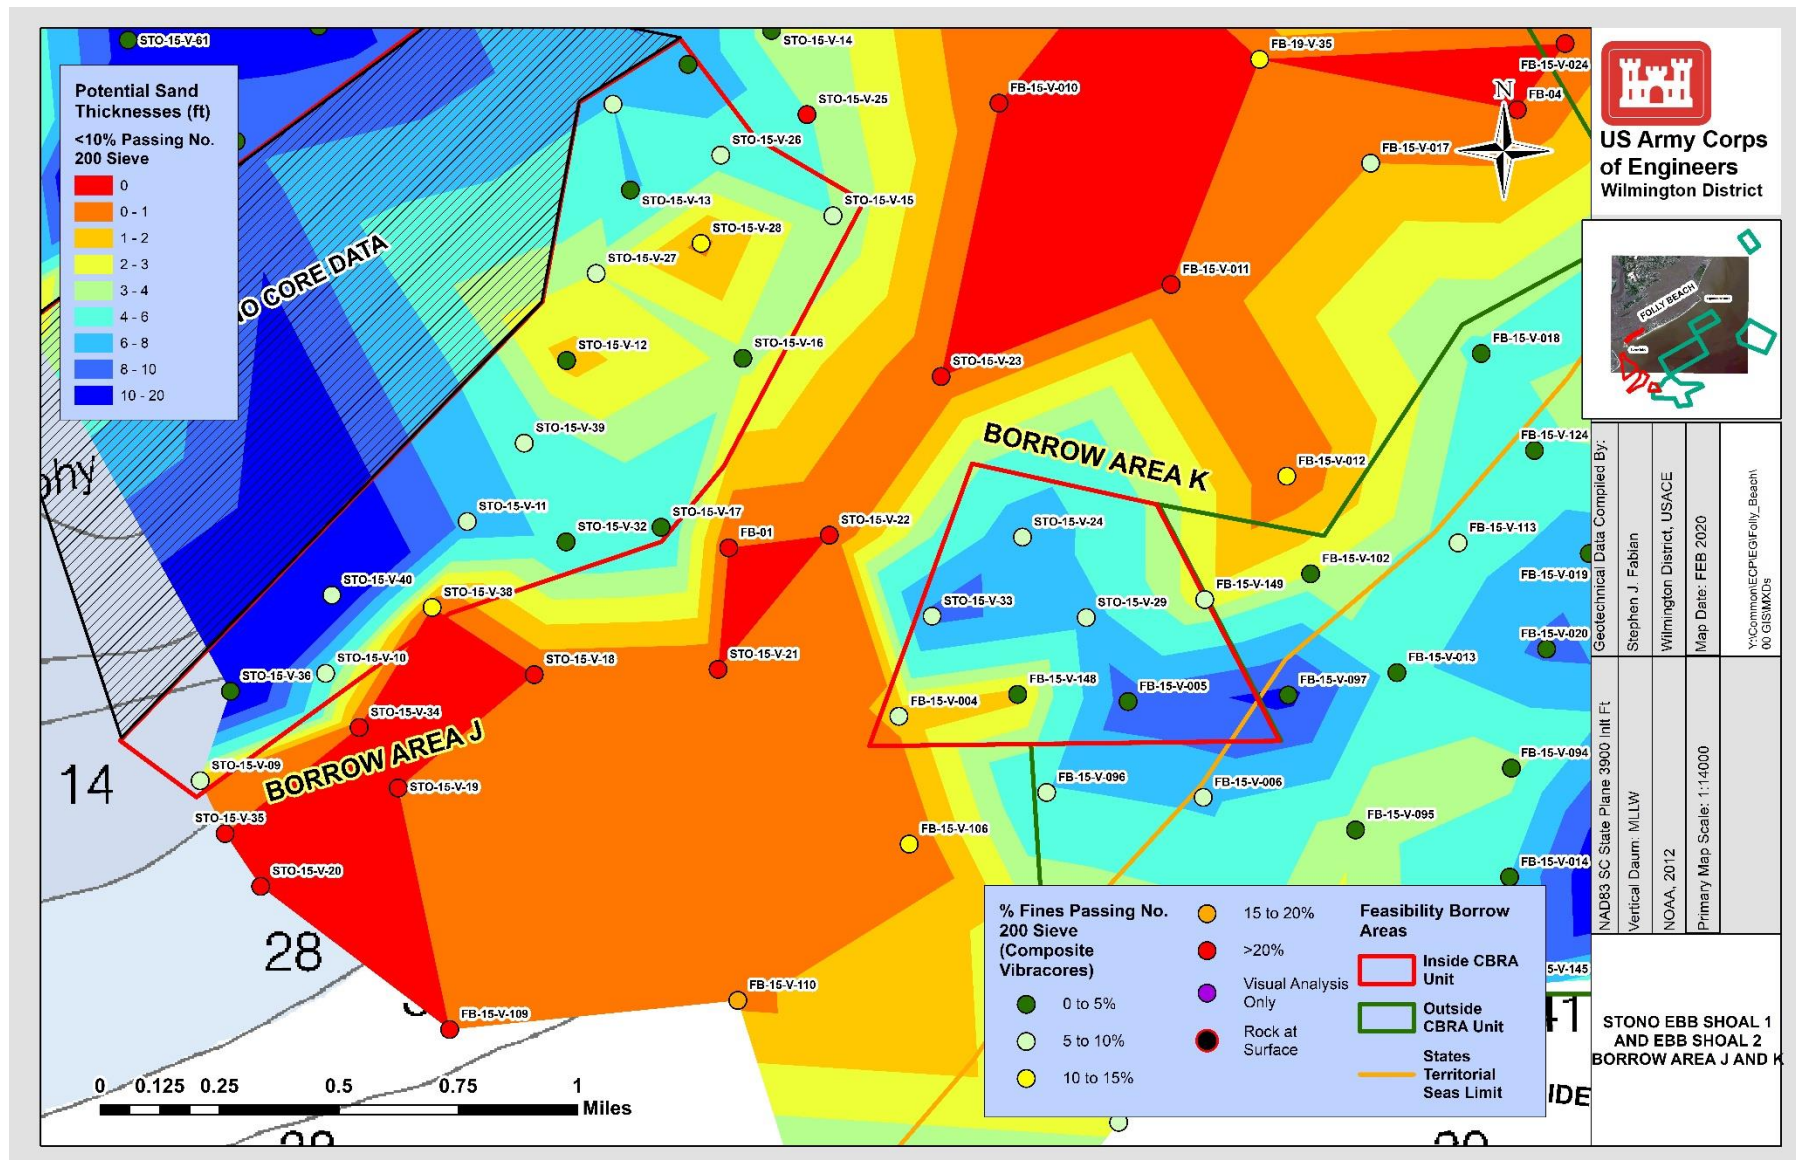 STO-15-V-61
STO-15-V-14
FB-19-V-35
FB-15-V-024
FB-15-V-010
STO-15-V-25
FB-04
N
STO-15-V-26
FB-15-V-017
STO-15-V-13
STO-15-V-15
STO-15-V-28
STO-15-V-27
FB-15-V-011
NO CORE DATA
STO-15-V-12
STO-15-V-16
STO-15-V-23
FB-15-V-018
STO-15-V-39
BORROW AREA K
FB-15-V-124
FB-15-V-012
phy
STO-15-V-11
STO-15-V-32
STO-15-V-17
FB-01
STO-15-V-22
STO-15-V-24
FB-15-V-113
FB-15-V-102
FB-15-V-019
STO-15-V-40
STO-15-V-38
STO-15-V-33
STO-15-V-29
FB-15-V-149
FB-15-V-020
STO-15-V-10
STO-15-V-36
STO-15-V-18
STO-15-V-21
FB-15-V-148
FB-15-V-004
FB-15-V-005
FB-15-V-097
FB-15-V-013
STO-15-V-34
BORROW AREA J
STO-15-V-09
14
STO-15-V-19
FB-15-V-096
FB-15-V-006
FB-15-V-094
STO-15-V-35
FB-15-V-106
FB-15-V-095
STO-15-V-20
FB-15-V-014
28
5-V-145
FB-15-V-110
FB-15-V-109
41
IDE
Potential Sand
Thicknesses (ft)
<10% Passing No.
200 Sieve
0
0 - 1
1 - 2
2 - 3
3 - 4
4 - 6
6 - 8
8 - 10
10 - 20
% Fines Passing No.
200 Sieve
(Composite
Vibracores)
0 to 5%
5 to 10%
10 to 15%
15 to 20%
>20%
Visual Analysis
Only
Rock at
Surface
Feasibility Borrow
Areas
Inside CBRA
Unit
Outside
CBRA Unit
States
Territorial
Seas Limit
0 0.125 0.25 0.5 0.75 1
Miles
US Army Corps
of Engineers
Wilmington District
FOLLY BEACH
Geotechnical Data Compiled By:
Stephen J. Fabian
Wilmington District, USACE
Map Date: FEB 2020
Y:\Common\ECP\EG\Folly_Beach\
00 GIS\MXDs
NAD83 SC State Plane 3900 Intl Ft
Vertical Daum: MLLW
NOAA, 2012
Primary Map Scale: 1:14000
STONO EBB SHOAL 1
AND EBB SHOAL 2
BORROW AREA J AND K